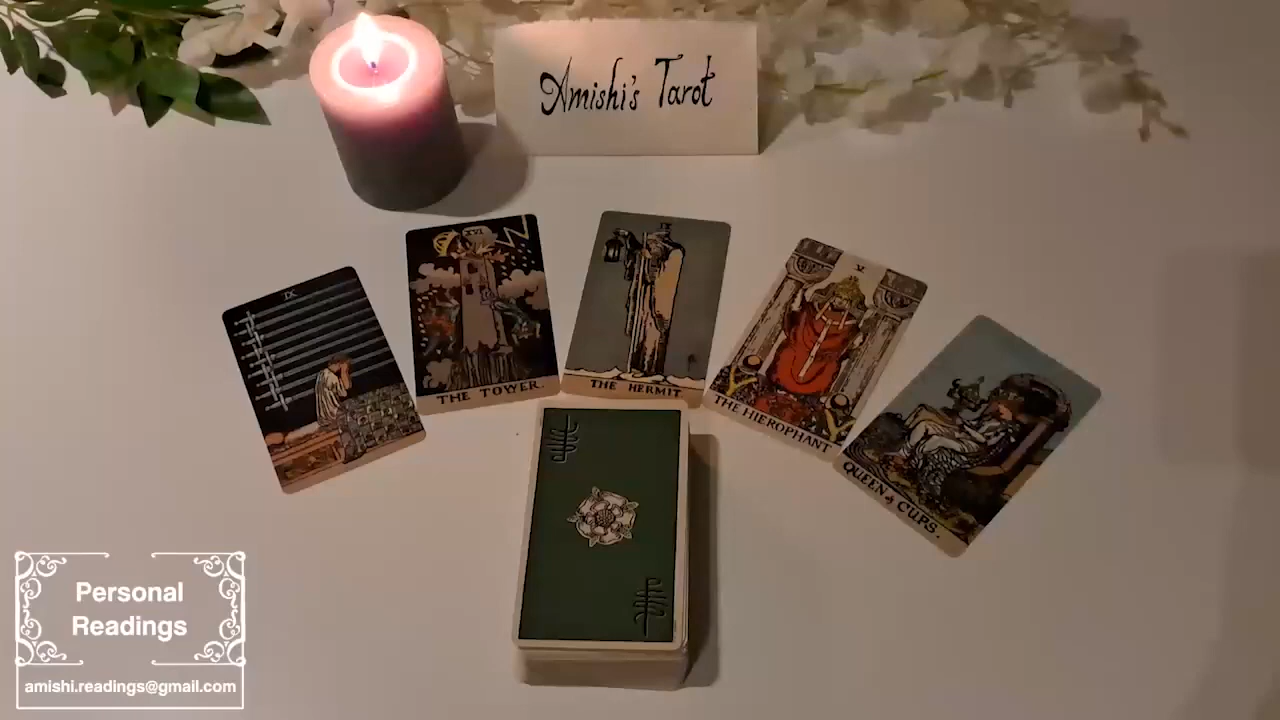 Amishi's Tarot
IX
XVI
THE TOWER.
IX
THE HERMIT
V
THE HIEROPHANT
QUEEN of CUPS.
Personal
Readings
amishi.readings@gmail.com